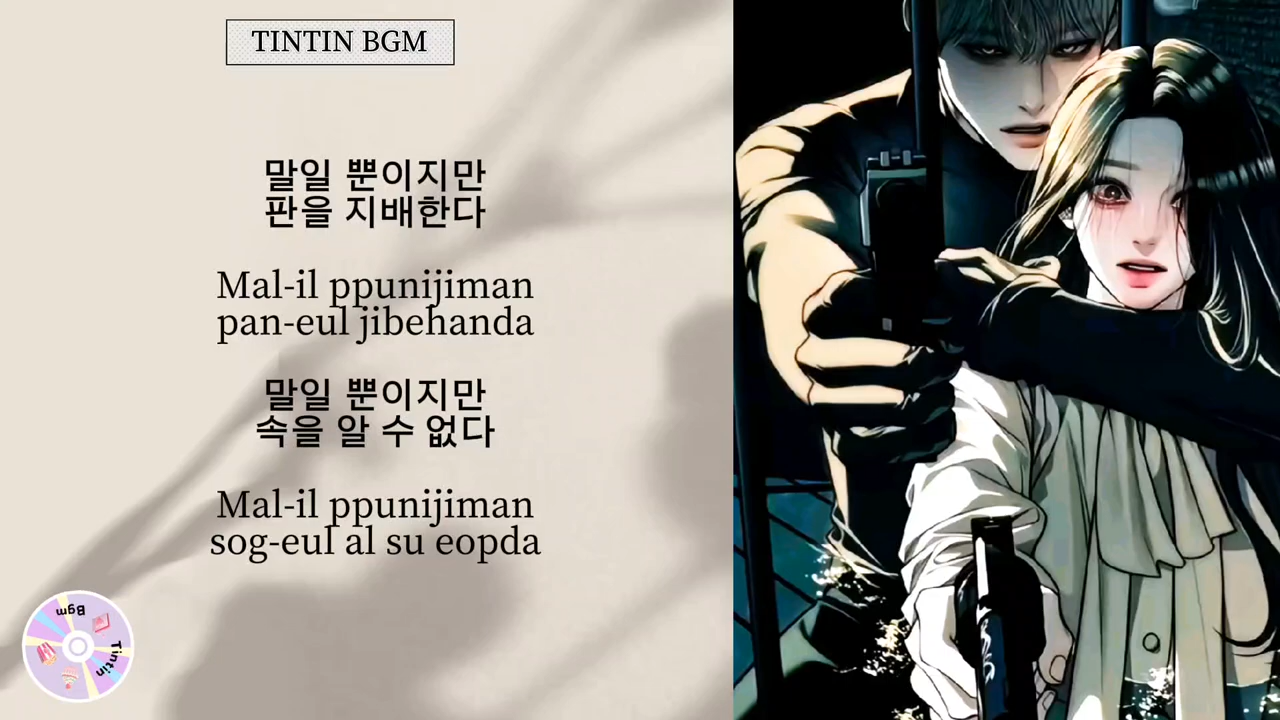 TINTIN BGM
말일 뿐이지만
판을 지배한다
Mal-il ppunijiman
pan-eul jibehanda
말일 뿐이지만
속을 알 수 없다
Mal-il ppunijiman
sog-eul al su eopda
Bgm
Tintin